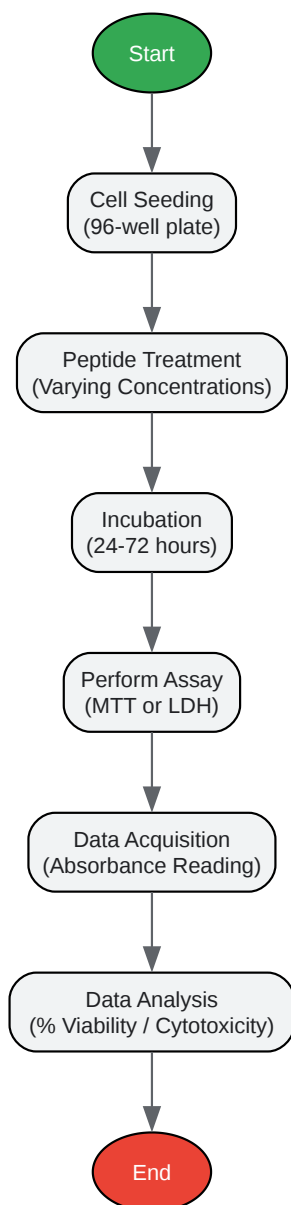 Start
Cell Seeding
(96-well plate)
Peptide Treatment
(Varying Concentrations)
Incubation
(24-72 hours)
Perform Assay
(MTT or LDH)
Data Acquisition
(Absorbance Reading)
Data Analysis
(% Viability / Cytotoxicity)
End